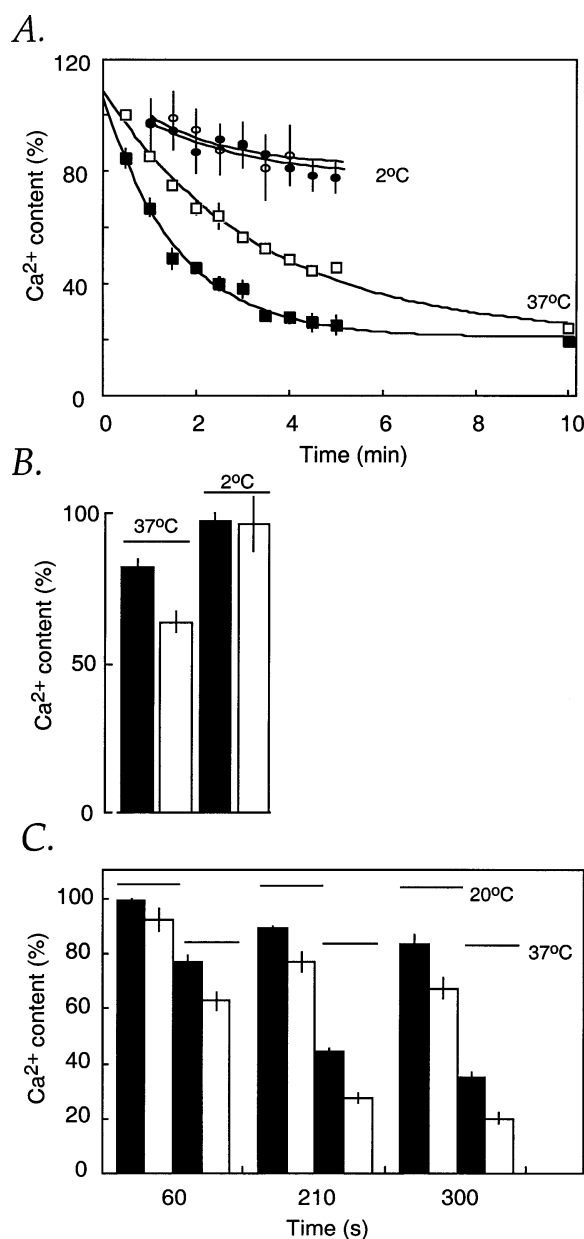 A.
120
80
40
0
Ca2+ content (%)
2ºC
37ºC
0 2 4 6 8 10
Time (min)
B.
100
50
0
Ca2+ content (%)
37ºC
2ºC
C.
100
80
60
40
20
0
Ca2+ content (%)
20ºC
37ºC
60 210 300
Time (s)